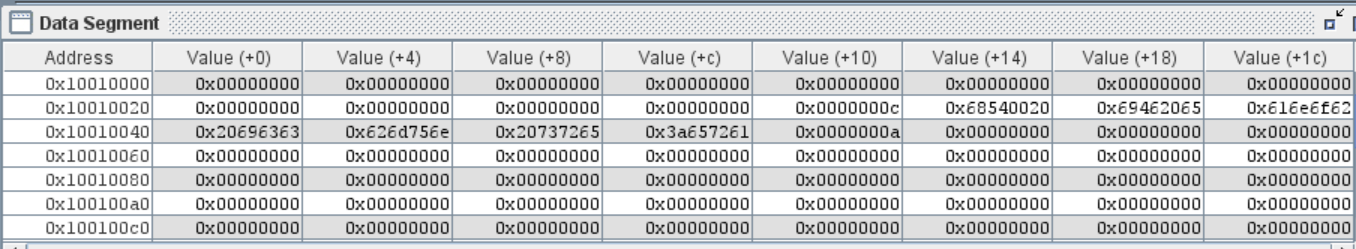 Data Segment
Address Value (+0) Value (+4) Value (+8) Value (+c) Value (+10) Value (+14) Value (+18) Value (+1c)
0x10010000 0x00000000 0x00000000 0x00000000 0x00000000 0x00000000 0x00000000 0x00000000 0x00000000
0x10010020 0x00000000 0x00000000 0x00000000 0x00000000 0x0000000c 0x68540020 0x69462065 0x616e6f62
0x10010040 0x20696363 0x626d756e 0x20737265 0x3a657261 0x0000000a 0x00000000 0x00000000 0x00000000
0x10010060 0x00000000 0x00000000 0x00000000 0x00000000 0x00000000 0x00000000 0x00000000 0x00000000
0x10010080 0x00000000 0x00000000 0x00000000 0x00000000 0x00000000 0x00000000 0x00000000 0x00000000
0x100100a0 0x00000000 0x00000000 0x00000000 0x00000000 0x00000000 0x00000000 0x00000000 0x00000000
0x100100c0 0x00000000 0x00000000 0x00000000 0x00000000 0x00000000 0x00000000 0x00000000 0x00000000